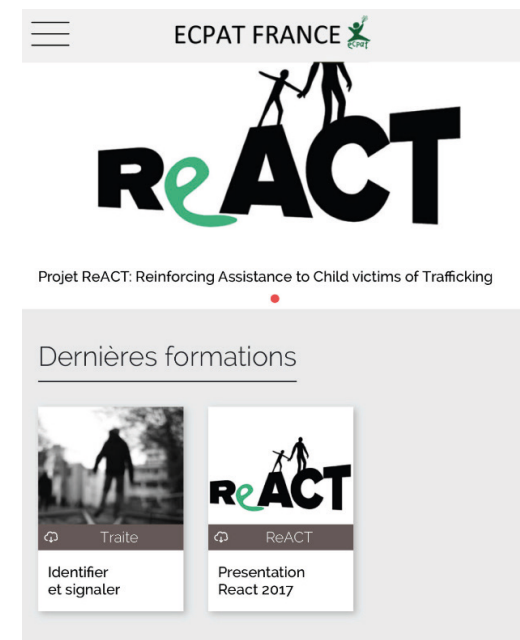 ECPAT FRANCE ecpat
ReACT
Projet ReACT: Reinforcing Assistance to Child victims of Trafficking
Dernières formations
ReACT
Traite
ReACT
Identifier
et signaler
Presentation
React 2017